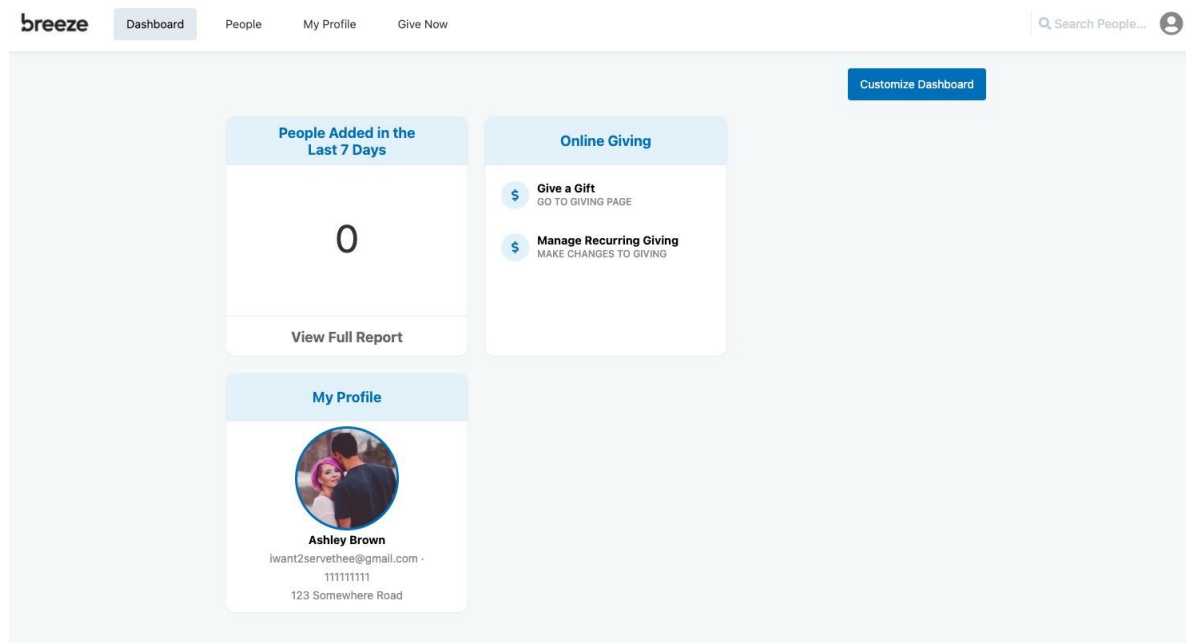 breeze
Dashboard
People
My Profile
Give Now
Search People...
Customize Dashboard
People Added in the
Last 7 Days
0
View Full Report
Online Giving
$
Give a Gift
GO TO GIVING PAGE
$
Manage Recurring Giving
MAKE CHANGES TO GIVING
My Profile
Ashley Brown
iwant2servethee@gmail.com ·
111111111
123 Somewhere Road